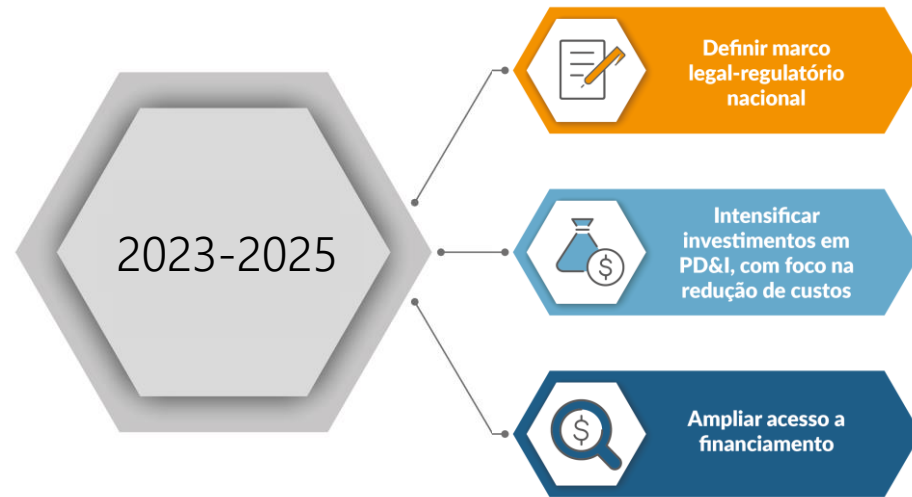 2023-2025
Definir marco
legal-regulatório
nacional
Intensificar
investimentos em
PD&I, com foco na
redução de custos
Ampliar acesso a
financiamento